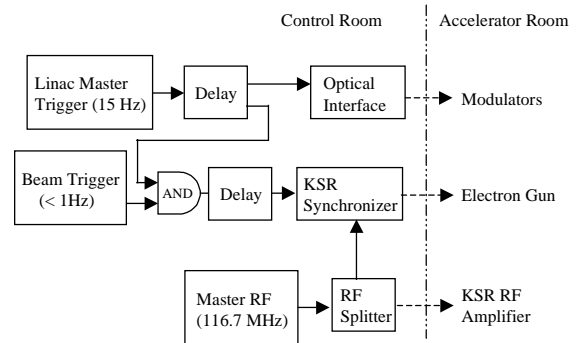 Control Room
Accelerator Room
Linac Master
Trigger (15 Hz)
Delay
Optical
Interface
Modulators
Beam Trigger
(< 1Hz)
AND
Delay
KSR
Synchronizer
Electron Gun
Master RF
(116.7 MHz)
RF
Splitter
KSR RF
Amplifier